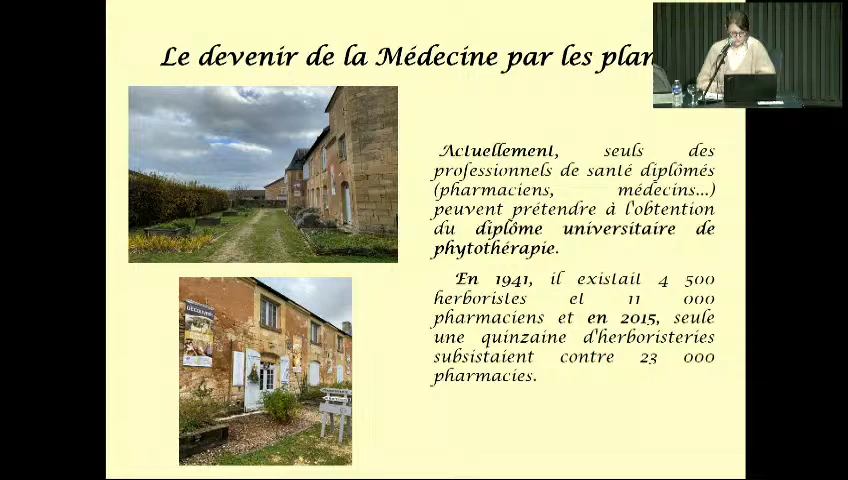 Le devenir de la Médecine par les plan
Actuellement, seuls des
professionnels de santé diplômés
(pharmaciens, médecins...)
peuvent prétendre à l'obtention
du diplôme universitaire de
phytothérapie.
En 1941, il existait 4 500
herboristes et 11 000
pharmaciens et en 2015, seule
une quinzaine d'herboristeries
subsistaient contre 23 000
pharmacies.
DÉCOUVRIR